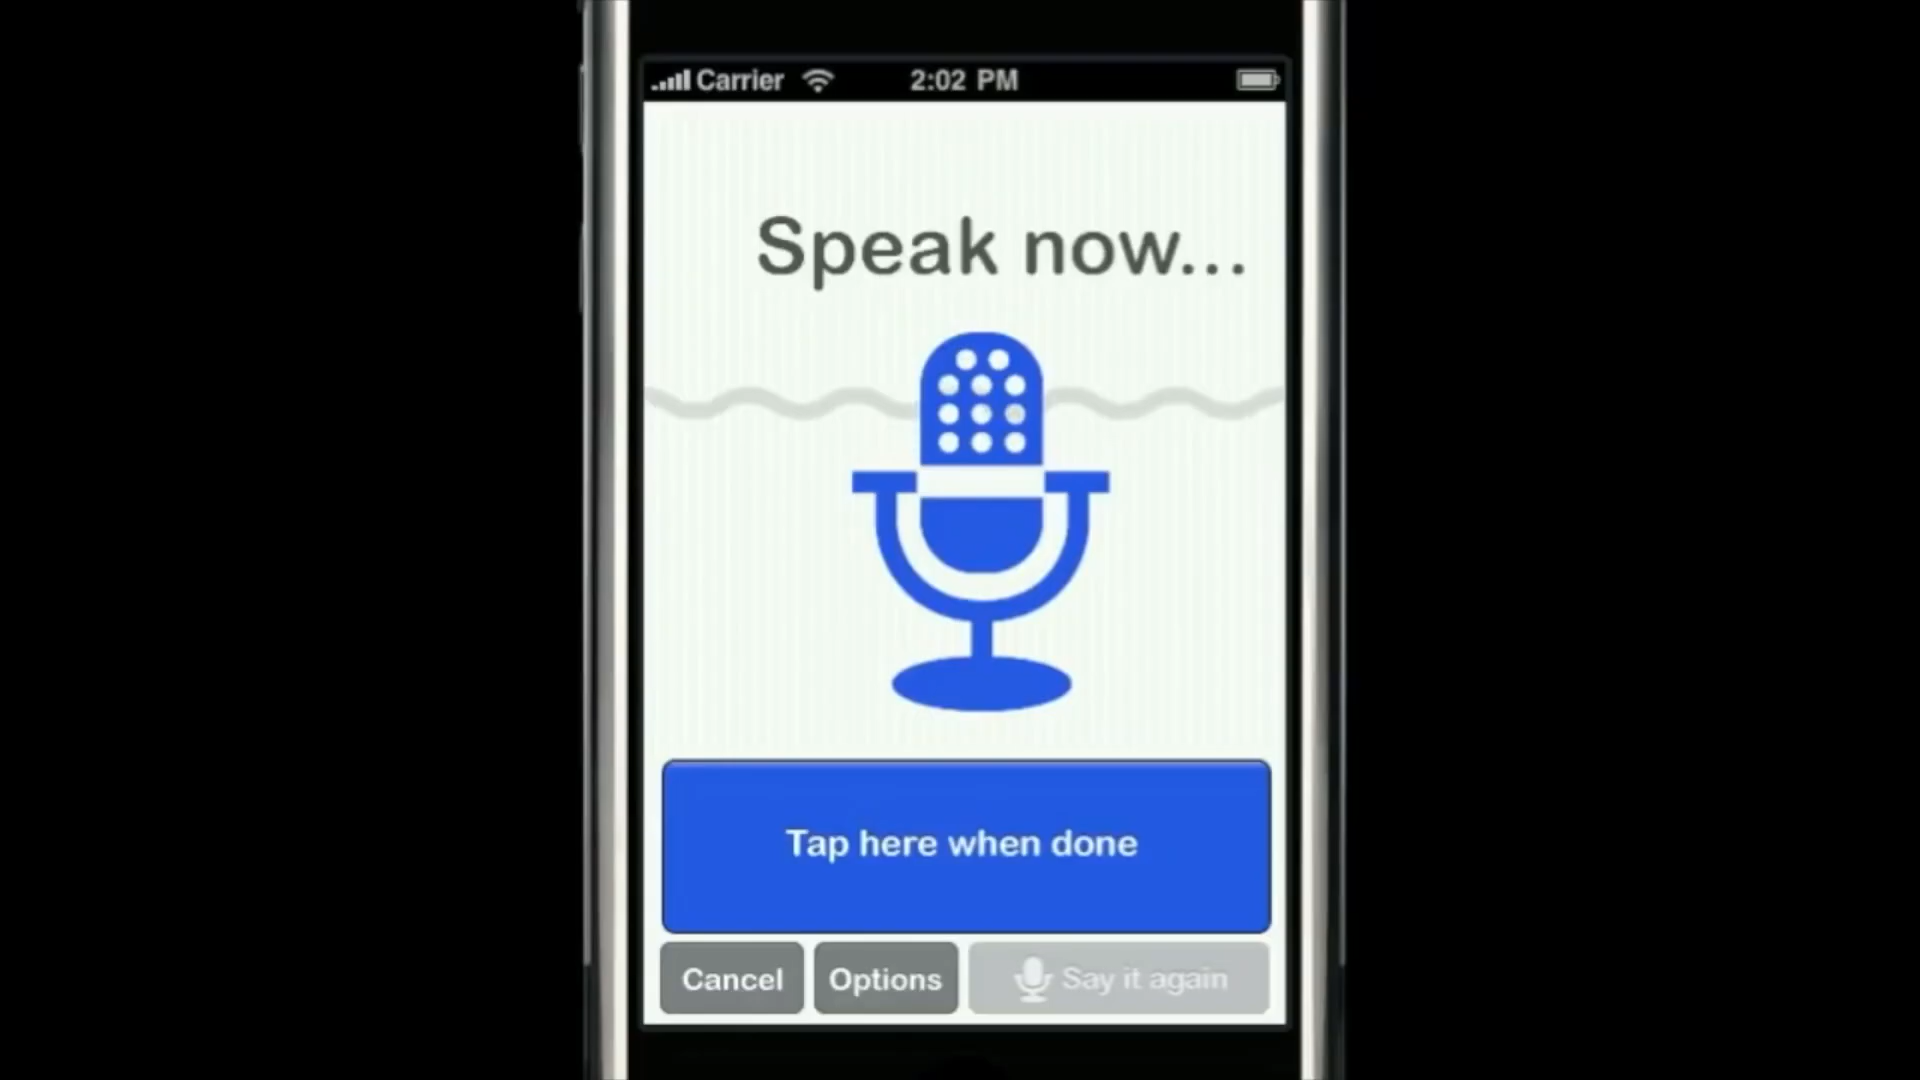 Carrier 2:02 PM
Speak now...
Tap here when done
Cancel Options Say it again